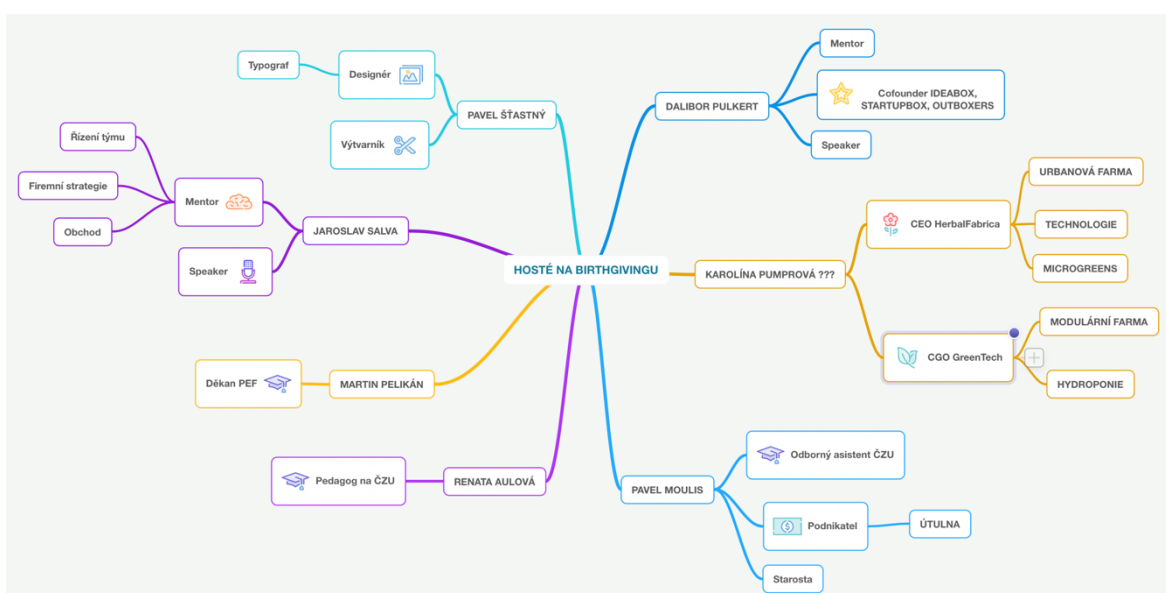 HOSTÉ NA BIRTHGIVINGU
PAVEL ŠŤASTNÝ
Designér
Typograf
Výtvarník
JAROSLAV SALVA
Mentor
Řízení týmu
Firemní strategie
Obchod
Speaker
MARTIN PELIKÁN
Děkan PEF
RENATA AULOVÁ
Pedagog na ČZU
DALIBOR PULKERT
Mentor
Cofounder IDEABOX,
STARTUPBOX, OUTBOXERS
Speaker
KAROLÍNA PUMPROVÁ ???
CEO HerbalFabrica
URBANOVÁ FARMA
TECHNOLOGIE
MICROGREENS
CGO GreenTech
MODULÁRNÍ FARMA
HYDROPONIE
PAVEL MOULIS
Odborný asistent ČZU
Podnikatel
ÚTULNA
Starosta